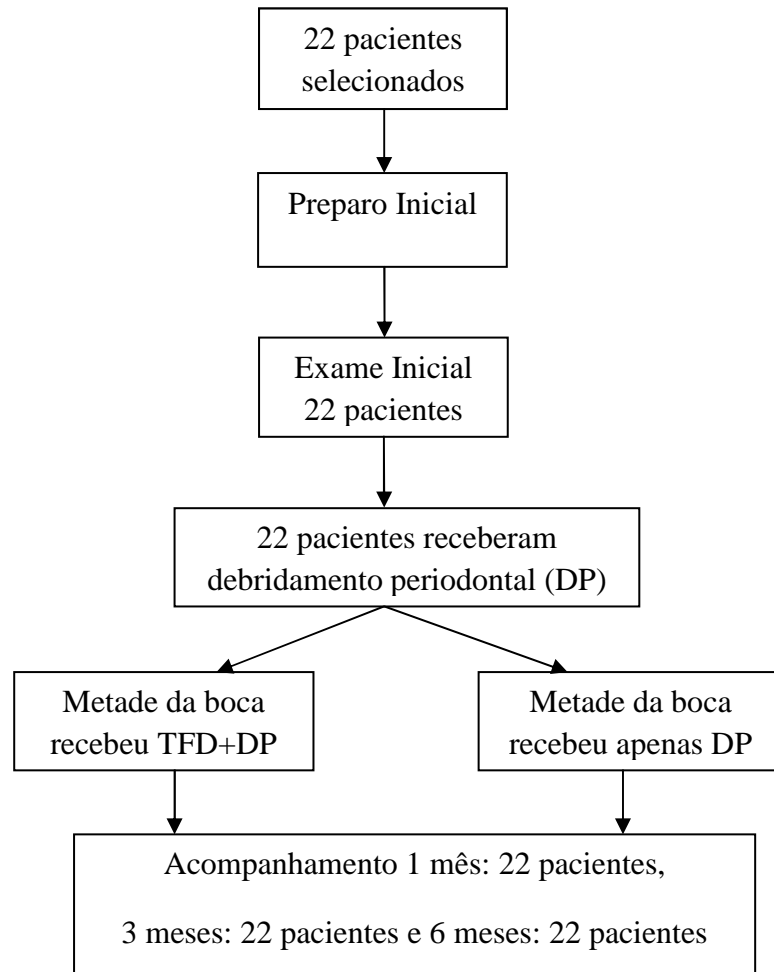 22 pacientes
selecionados
Preparo Inicial
Exame Inicial
22 pacientes
22 pacientes receberam
debridamento periodontal (DP)
Metade da boca
recebeu TFD+DP
Metade da boca
recebeu apenas DP
Acompanhamento 1 mês: 22 pacientes,
3 meses: 22 pacientes e 6 meses: 22 pacientes